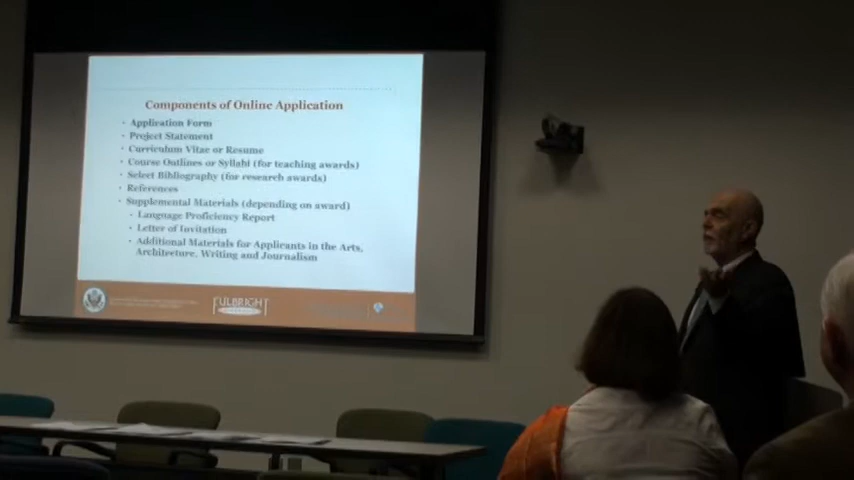 Components of Online Application
• Application Form
• Project Statement
• Curriculum Vitae or Resume
• Course Outlines or Syllabi (for teaching awards)
• Select Bibliography (for research awards)
• References
• Supplemental Materials (depending on award)
• Language Proficiency Report
• Letter of Invitation
• Additional Materials for Applicants in the Arts,
Architecture, Writing and Journalism
FULBRIGHT